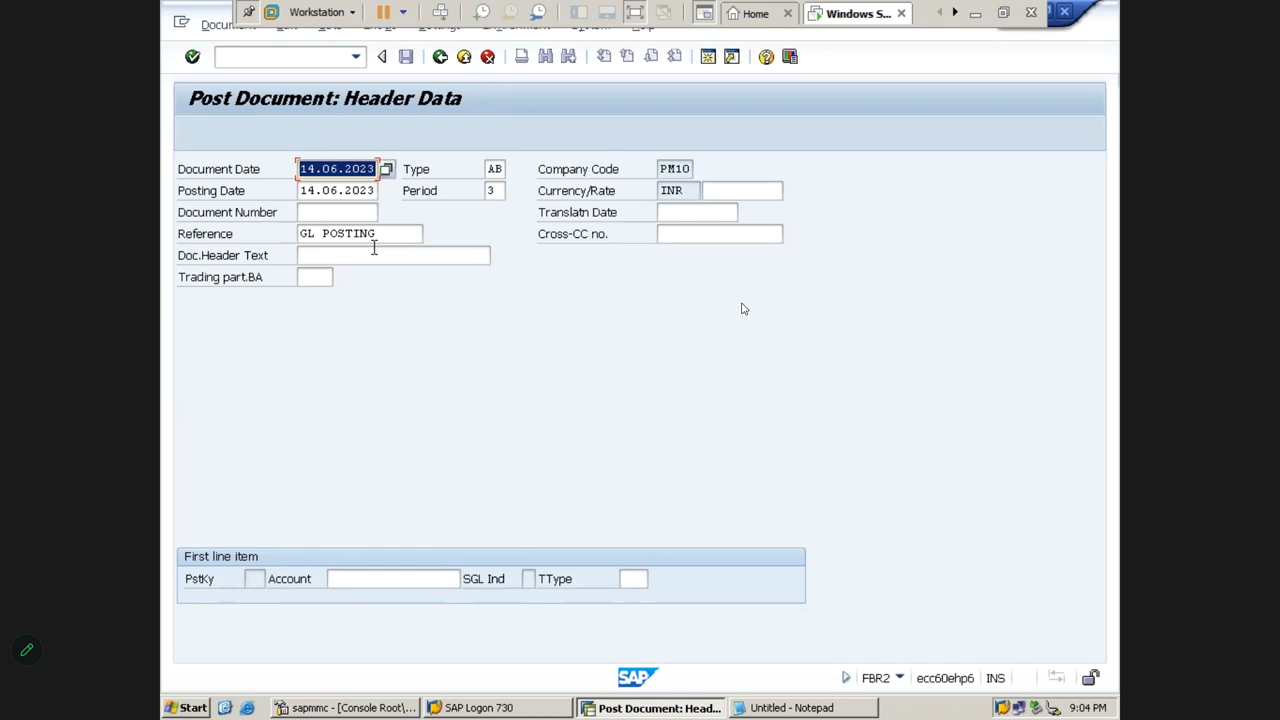 Workstation
Home
Windows S...
Document
System
Post Document: Header Data
Document Date 14.06.2023 Type AB Company Code PM10
Posting Date 14.06.2023 Period 3 Currency/Rate INR
Document Number Translatn Date
Reference GL POSTING Cross-CC no.
Doc.Header Text
Trading part.BA
First line item
PstKy Account SGL Ind TType
SAP FBR2 ecc60ehp6 INS
Start sapmmc - [Console Root\... SAP Logon 730 Post Document: Head... Untitled - Notepad 9:04 PM